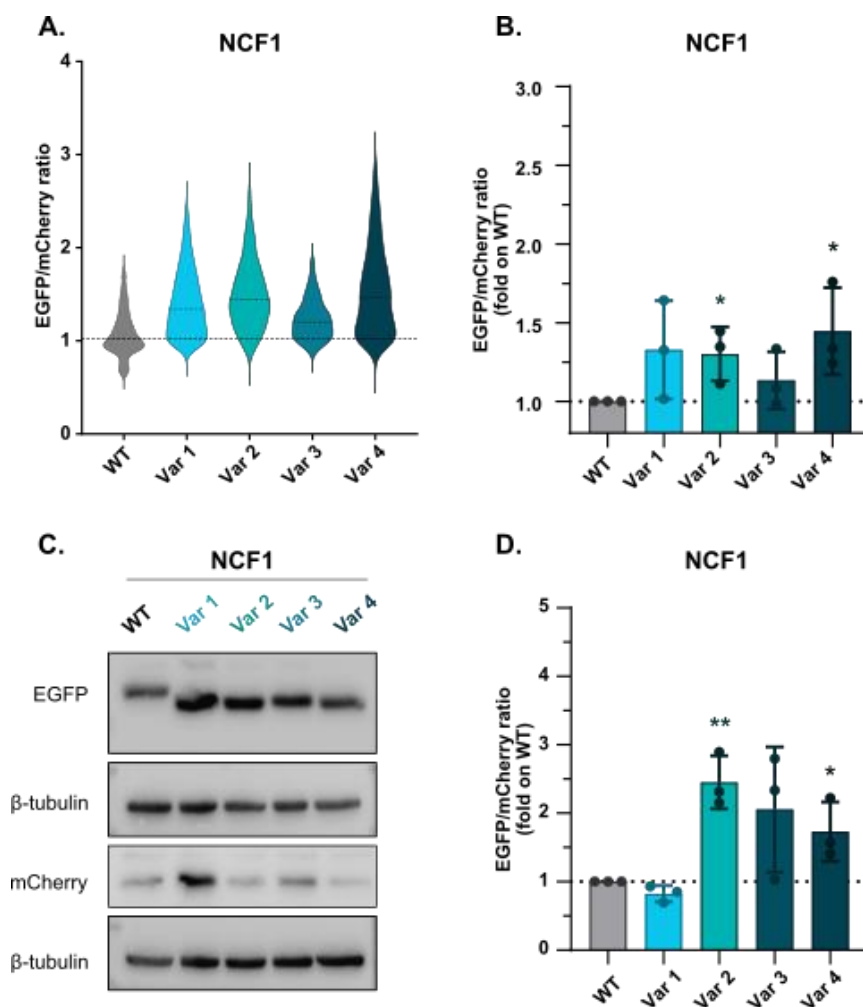 A.
NCF1
EGFP/mCherry ratio
4
3
2
1
0
WT
Var 1
Var 2
Var 3
Var 4
B.
NCF1
EGFP/mCherry ratio
(fold on WT)
3.0
2.5
2.0
1.5
1.0
*
*
WT
Var 1
Var 2
Var 3
Var 4
C.
NCF1
WT
Var 1
Var 2
Var 3
Var 4
EGFP
β-tubulin
mCherry
β-tubulin
D.
NCF1
EGFP/mCherry ratio
(fold on WT)
5
4
3
2
1
0
**
*
WT
Var 1
Var 2
Var 3
Var 4